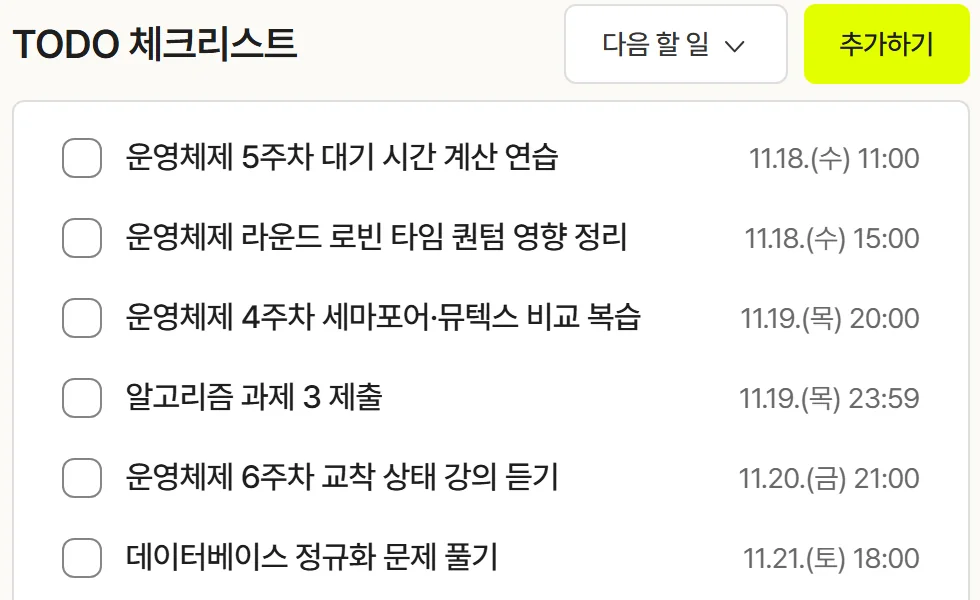 TODO 체크리스트
다음 할 일
추가하기
운영체제 5주차 대기 시간 계산 연습 11.18.(수) 11:00
운영체제 라운드 로빈 타임 퀀텀 영향 정리 11.18.(수) 15:00
운영체제 4주차 세마포어·뮤텍스 비교 복습 11.19.(목) 20:00
알고리즘 과제 3 제출 11.19.(목) 23:59
운영체제 6주차 교착 상태 강의 듣기 11.20.(금) 21:00
데이터베이스 정규화 문제 풀기 11.21.(토) 18:00